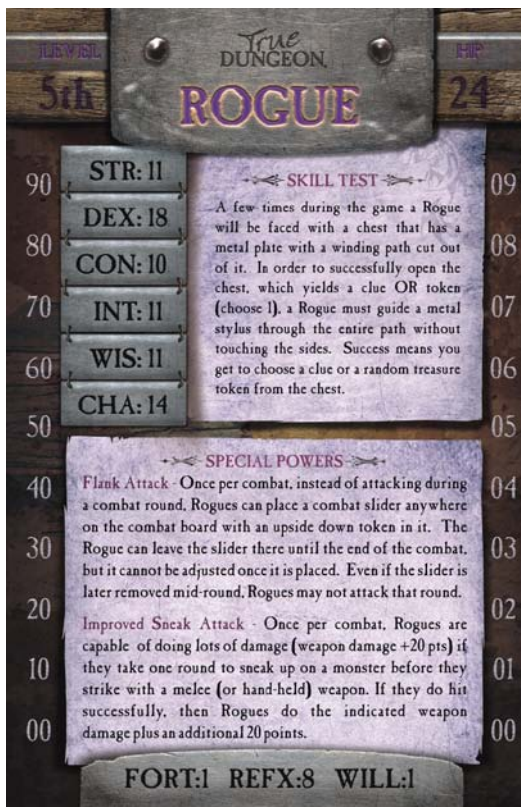 True
DUNGEON
LEVEL
HP
5th
ROGUE
24
STR: 11
DEX: 18
CON: 10
INT: 11
WIS: 11
CHA: 14
SKILL TEST
A few times during the game a Rogue
will be faced with a chest that has a
metal plate with a winding path cut out
of it. In order to successfully open the
chest, which yields a clue OR token
(choose 1), a Rogue must guide a metal
stylus through the entire path without
touching the sides. Success means you
get to choose a clue or a random treasure
token from the chest.
90
80
70
60
50
40
30
20
10
00
09
08
07
06
05
04
03
02
01
00
SPECIAL POWERS
Flank Attack - Once per combat, instead of attacking during
a combat round, Rogues can place a combat slider anywhere
on the combat board with an upside down token in it. The
Rogue can leave the slider there until the end of the combat,
but it cannot be adjusted once it is placed. Even if the slider is
later removed mid-round, Rogues may not attack that round.
Improved Sneak Attack - Once per combat, Rogues are
capable of doing lots of damage (weapon damage +20 pts) if
they take one round to sneak up on a monster before they
strike with a melee (or hand-held) weapon. If they do hit
successfully, then Rogues do the indicated weapon
damage plus an additional 20 points.
FORT:1 REFX:8 WILL:1